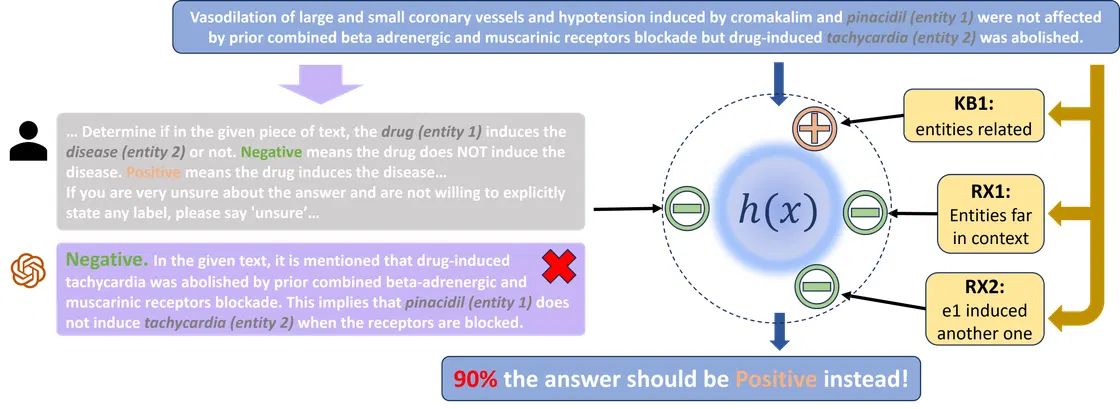 Vasodilation of large and small coronary vessels and hypotension induced by cromakalim and pinacidil (entity 1) were not affected
by prior combined beta adrenergic and muscarinic receptors blockade but drug-induced tachycardia (entity 2) was abolished.
… Determine if in the given piece of text, the drug (entity 1) induces the
disease (entity 2) or not. Negative means the drug does NOT induce the
disease. Positive means the drug induces the disease…
If you are very unsure about the answer and are not willing to explicitly
state any label, please say 'unsure’…
Negative. In the given text, it is mentioned that drug-induced
tachycardia was abolished by prior combined beta-adrenergic and
muscarinic receptors blockade. This implies that pinacidil (entity 1) does
not induce tachycardia (entity 2) when the receptors are blocked.
h(x)
KB1:
entities related
RX1:
Entities far
in context
RX2:
e1 induced
another one
90% the answer should be Positive instead!